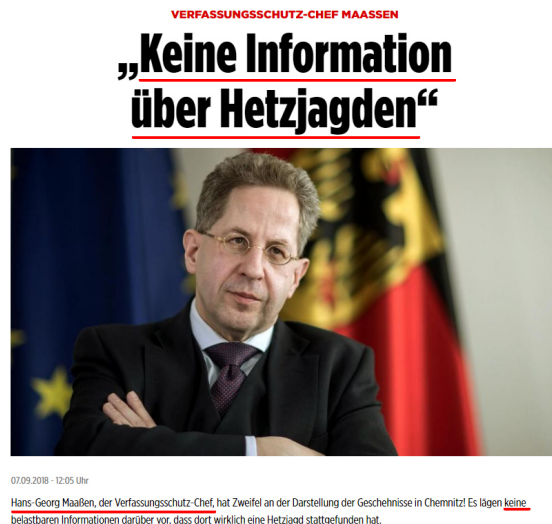 VERFASSUNGSSCHUTZ-CHEF MAASSEN
„Keine Information
über Hetzjagden“
07.09.2018 - 12:05 Uhr
Hans-Georg Maaßen, der Verfassungsschutz-Chef, hat Zweifel an der Darstellung der Geschehnisse in Chemnitz! Es lägen keine
belastbaren Informationen darüber vor, dass dort wirklich eine Hetzjagd stattgefunden hat.